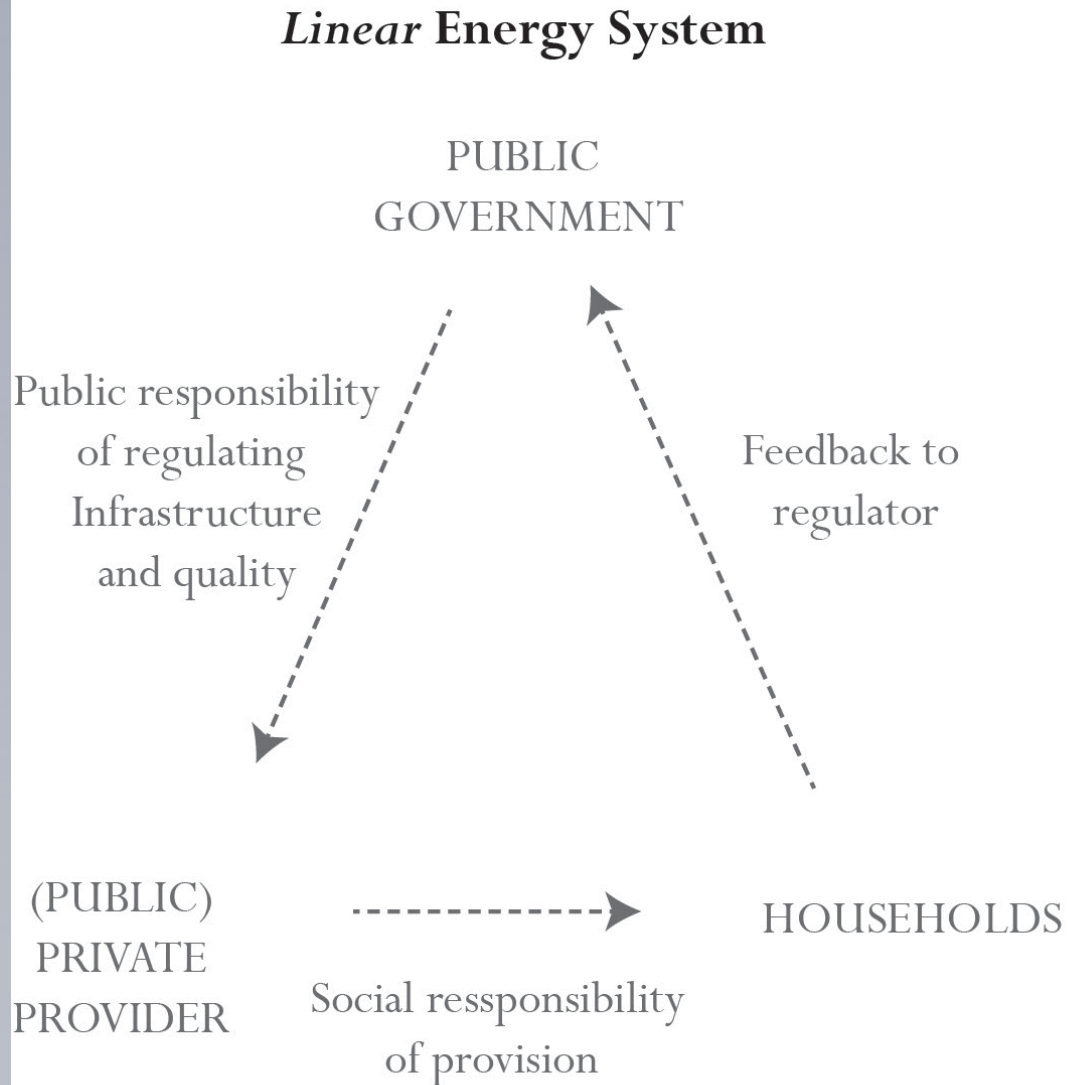 Linear Energy System
PUBLIC
GOVERNMENT
Public responsibility
of regulating
Infrastructure
and quality
Feedback to
regulator
(PUBLIC)
PRIVATE
PROVIDER
HOUSEHOLDS
Social ressponsibility
of provision